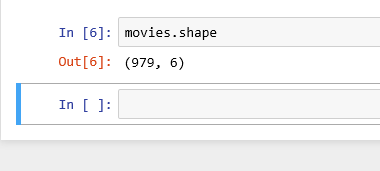 In [6]: movies.shape
Out[6]: (979, 6)
In [ ]: